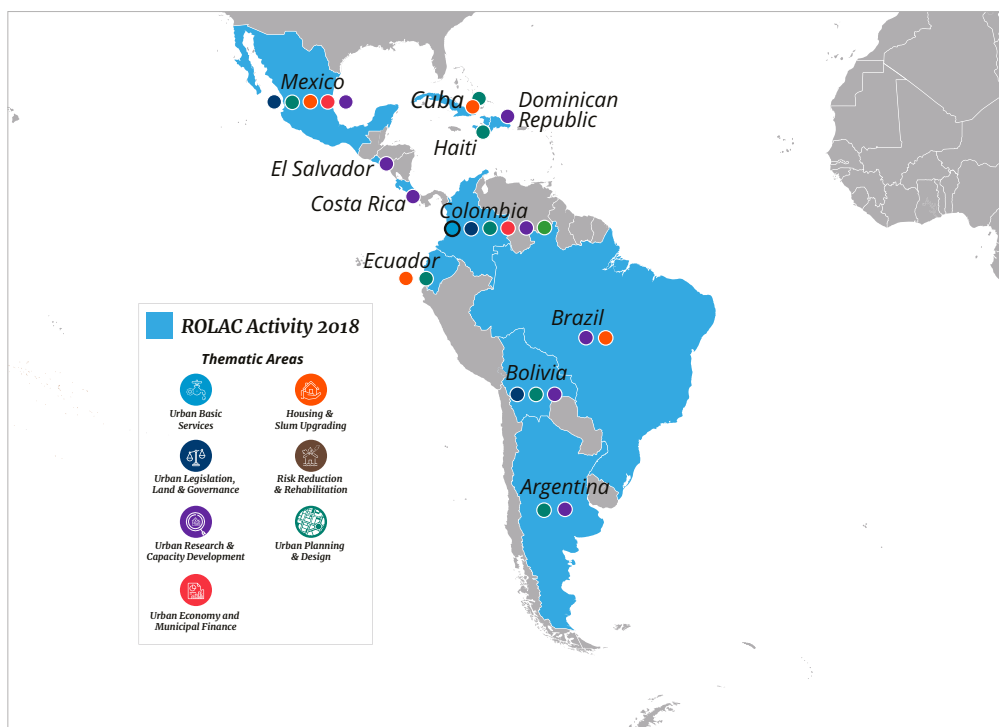 Mexico
Cuba
Dominican
Republic
Haiti
El Salvador
Costa Rica
Colombia
Ecuador
Brazil
Bolivia
Argentina
ROLAC Activity 2018
Thematic Areas
Urban Basic
Services
Housing &
Slum Upgrading
Urban Legislation,
Land & Governance
Risk Reduction
& Rehabilitation
Urban Research &
Capacity Development
Urban Planning
& Design
Urban Economy and
Municipal Finance